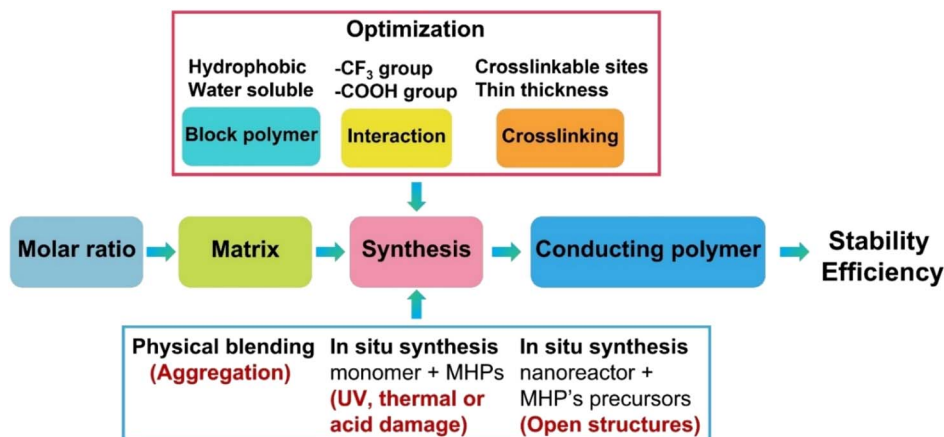 Optimization
Hydrophobic
Water soluble
Block polymer
-CF₃ group
-COOH group
Interaction
Crosslinkable sites
Thin thickness
Crosslinking
Molar ratio
Matrix
Synthesis
Conducting polymer
Stability
Efficiency
Physical blending
(Aggregation)
In situ synthesis
monomer + MHPs
(UV, thermal or
acid damage)
In situ synthesis
nanoreactor +
MHP's precursors
(Open structures)